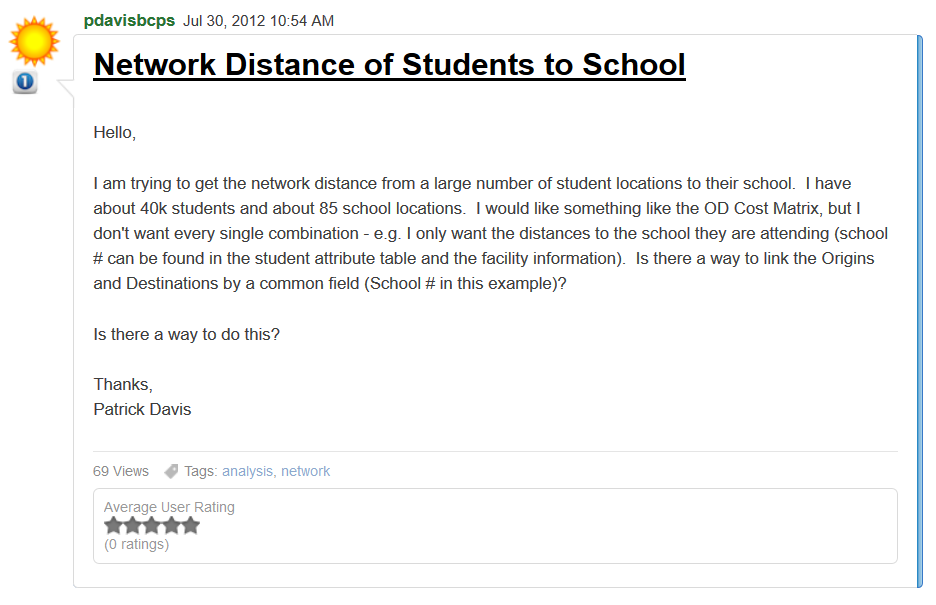 pdavisbcps Jul 30, 2012 10:54 AM
1
Network Distance of Students to School
Hello,
I am trying to get the network distance from a large number of student locations to their school.  I have
about 40k students and about 85 school locations.  I would like something like the OD Cost Matrix, but I
don't want every single combination - e.g. I only want the distances to the school they are attending (school
# can be found in the student attribute table and the facility information).  Is there a way to link the Origins
and Destinations by a common field (School # in this example)?
Is there a way to do this?
Thanks,
Patrick Davis
69 Views Tags: analysis, network
Average User Rating
(0 ratings)